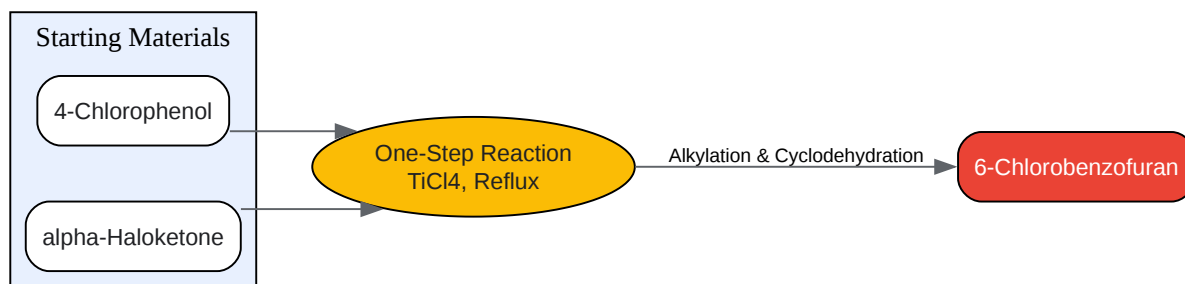 Starting Materials
4-Chlorophenol
alpha-Haloketone
One-Step Reaction
TiCl4, Reflux
Alkylation & Cyclodehydration
6-Chlorobenzofuran